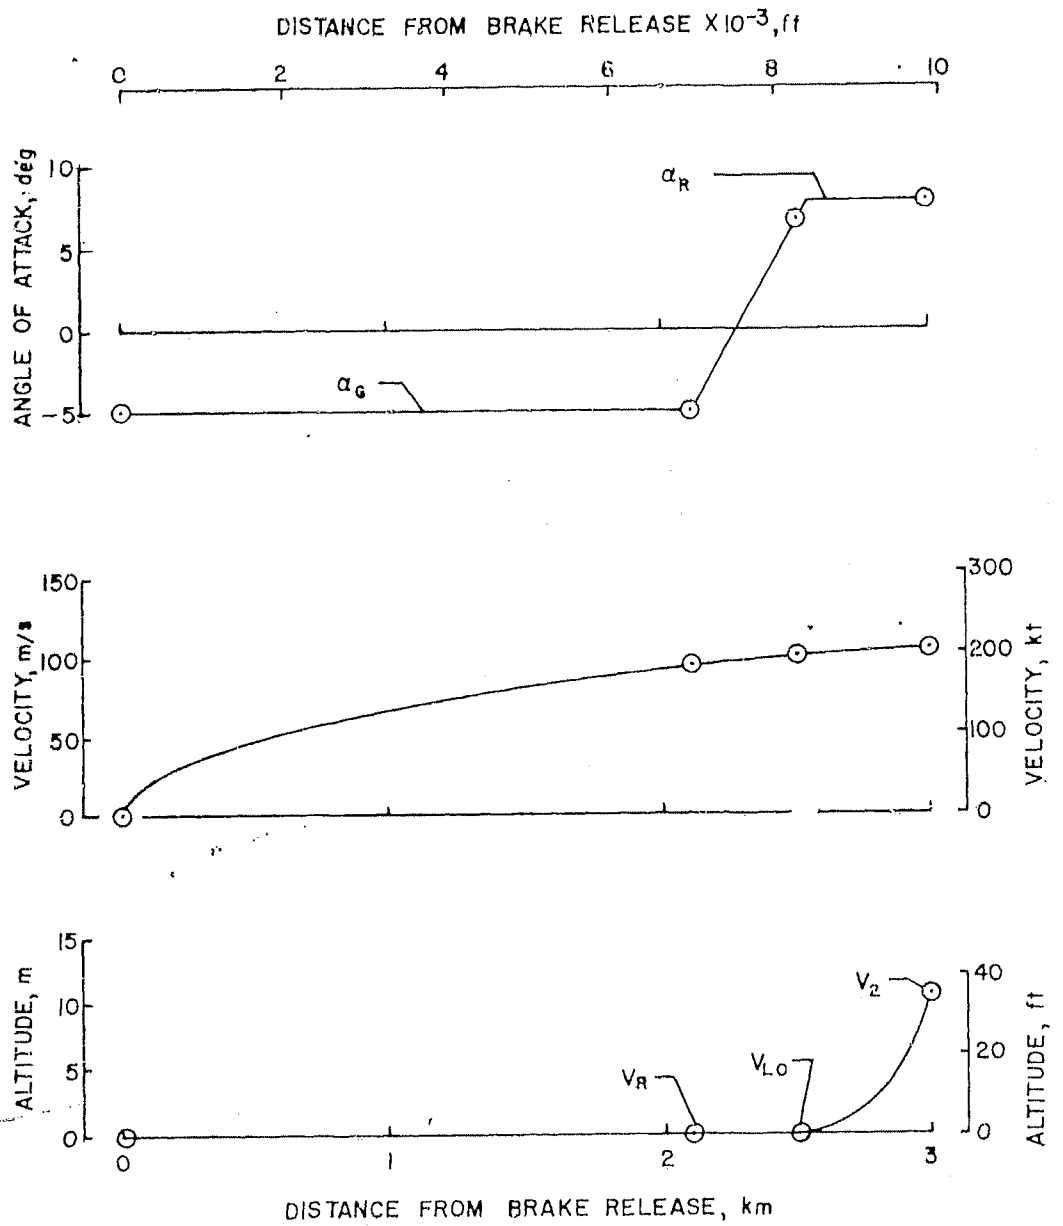 DISTANCE FROM BRAKE RELEASE X10⁻³, ft
0 2 4 6 8 10
ANGLE OF ATTACK, deg
10
5
0
-5
α_R
α_G
VELOCITY, m/s
150
100
50
0
300
200
100
0
VELOCITY, kt
ALTITUDE, m
15
10
5
0
V_R
V_LO
V_2
40
20
0
ALTITUDE, ft
0 1 2 3
DISTANCE FROM BRAKE RELEASE, km